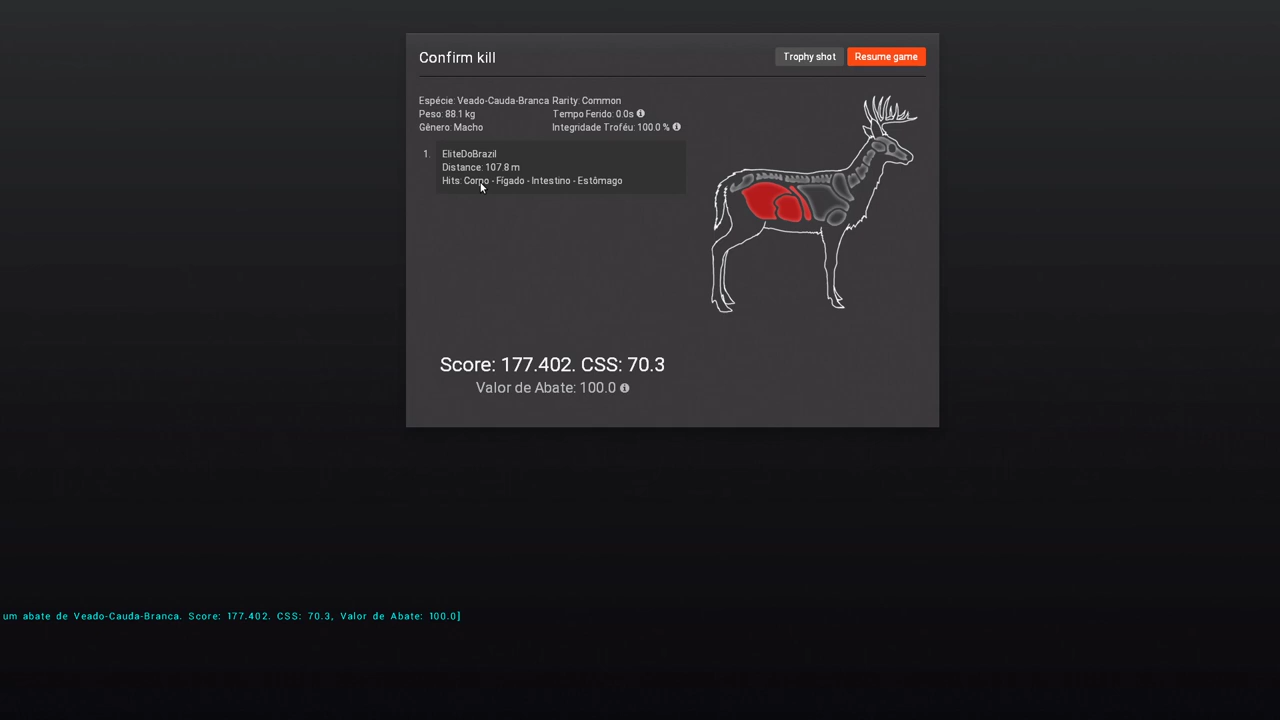 Confirm kill
Trophy shot
Resume game
Espécie: Veado-Cauda-Branca Rarity: Common
Peso: 88.1 kg Tempo Ferido: 0.0s
Gênero: Macho Integridade Troféu: 100.0 %
1. EliteDoBrazil
Distance: 107.8 m
Hits: Corpo - Fígado - Intestino - Estômago
Score: 177.402. CSS: 70.3
Valor de Abate: 100.0
um abate de Veado-Cauda-Branca. Score: 177.402. CSS: 70.3, Valor de Abate: 100.0]